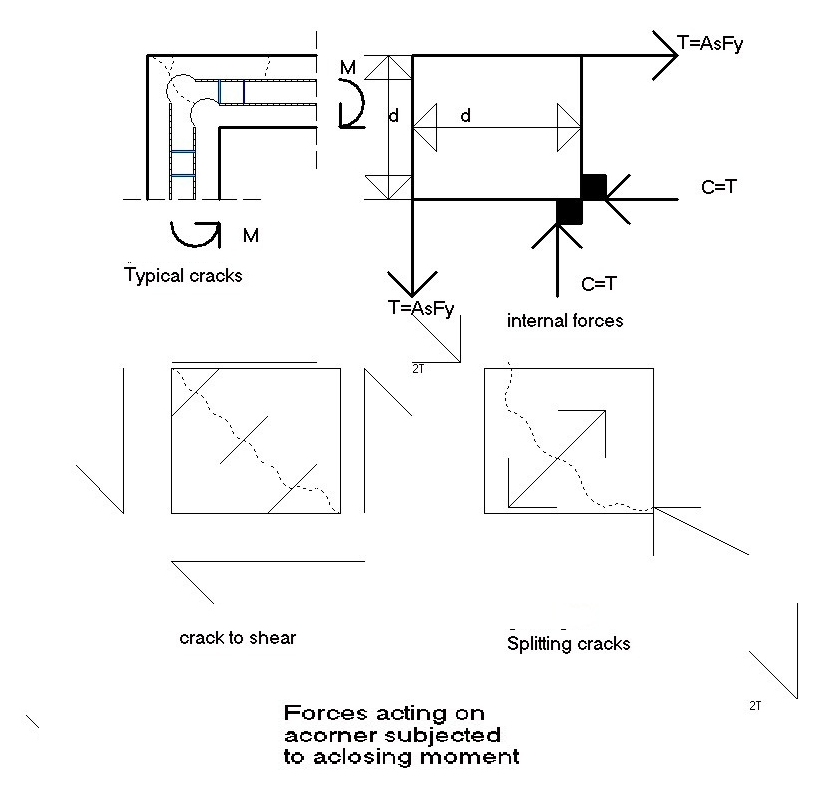 T=AsFy
M
d
d
C=T
M
Typical cracks
C=T
T=AsFy
internal forces
2T
crack to shear
Splitting cracks
2T
Forces acting on
acorner subjected
to aclosing moment